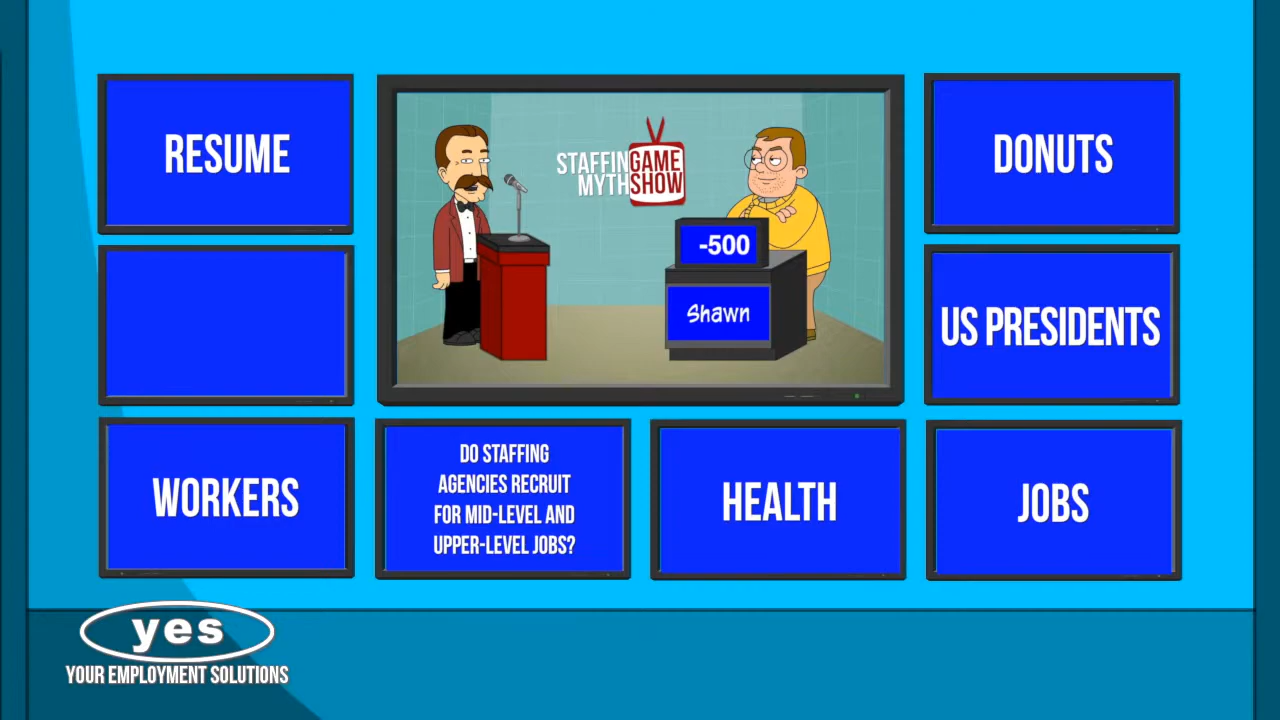 RESUME
STAFFIN GAME
MYTH SHOW
DONUTS
-500
Shawn
US PRESIDENTS
WORKERS
DO STAFFING
AGENCIES RECRUIT
FOR MID-LEVEL AND
UPPER-LEVEL JOBS?
HEALTH
JOBS
yes
YOUR EMPLOYMENT SOLUTIONS